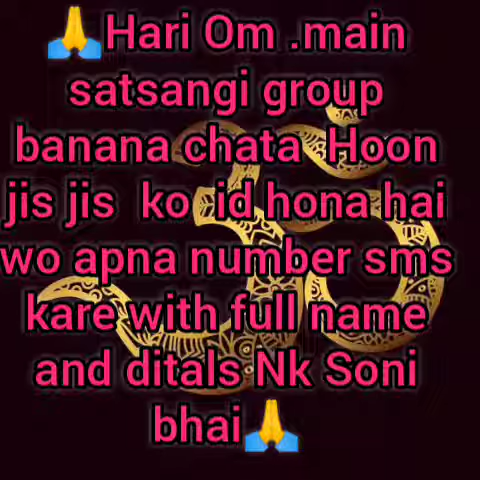 🙏Hari Om .main
satsangi group
banana chata Hoon
jis jis ko id hona hai
wo apna number sms
kare with full name
and ditals Nk Soni
bhai🙏